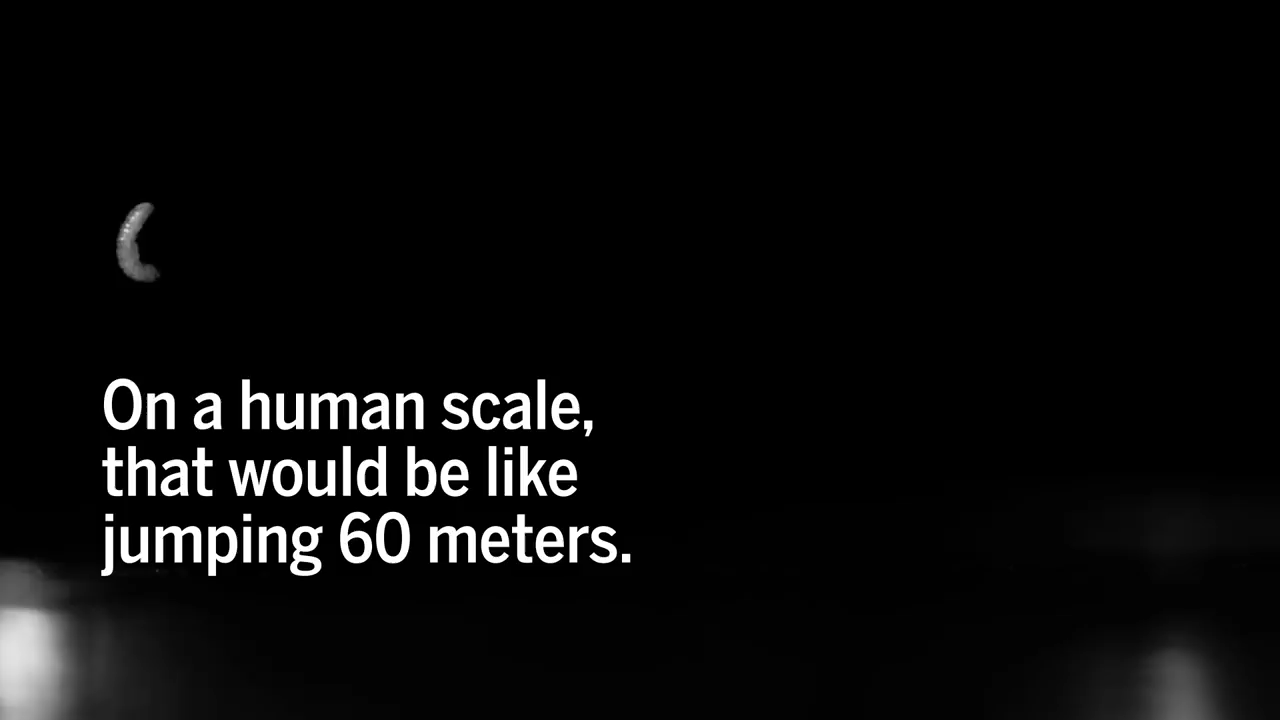 On a human scale,
that would be like
jumping 60 meters.